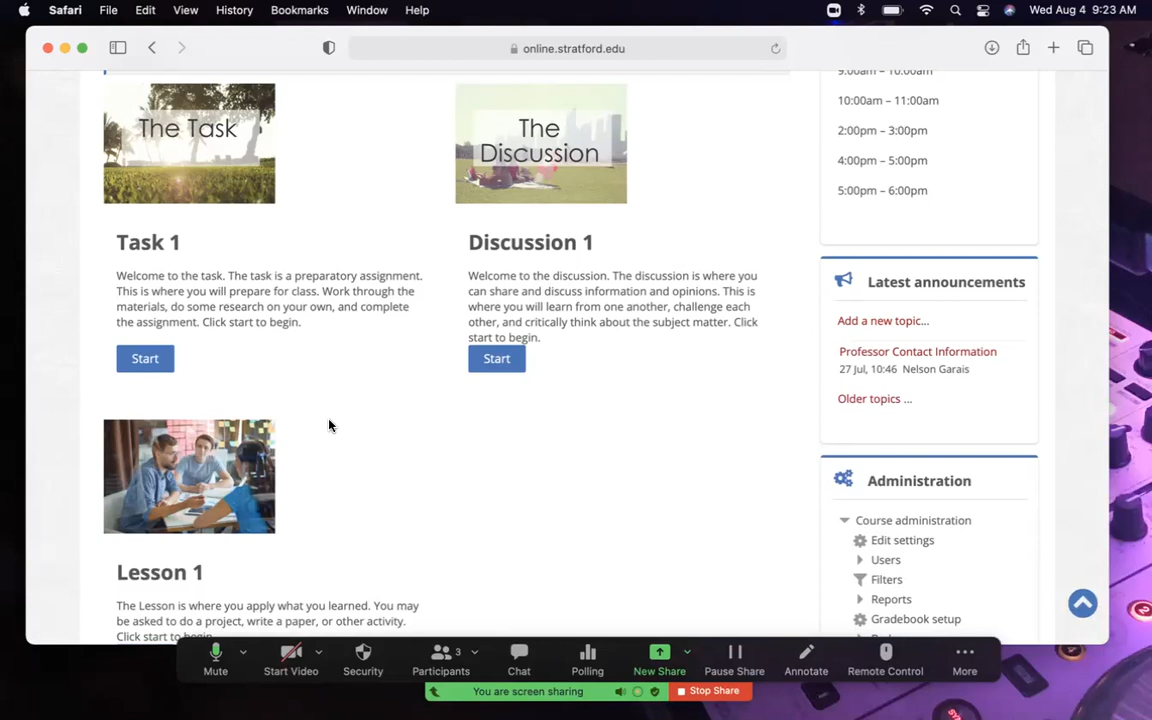 Safari File Edit View History Bookmarks Window Help Wed Aug 4 9:23 AM
online.stratford.edu
The Task
The
Discussion
Task 1
Welcome to the task. The task is a preparatory assignment.
This is where you will prepare for class. Work through the
materials, do some research on your own, and complete
the assignment. Click start to begin.
Start
Discussion 1
Welcome to the discussion. The discussion is where you
can share and discuss information and opinions. This is
where you will learn from one another, challenge each
other, and critically think about the subject matter. Click
start to begin.
Start
Lesson 1
The Lesson is where you apply what you learned. You may
be asked to do a project, write a paper, or other activity.
Click start to begin
9:00am – 10:00am
10:00am – 11:00am
2:00pm – 3:00pm
4:00pm – 5:00pm
5:00pm – 6:00pm
Latest announcements
Add a new topic...
Professor Contact Information
27 Jul, 10:46 Nelson Garais
Older topics ...
Administration
Course administration
Edit settings
Users
Filters
Reports
Gradebook setup
Mute Start Video Security Participants 3 Chat Polling New Share Pause Share Annotate Remote Control More
You are screen sharing Stop Share